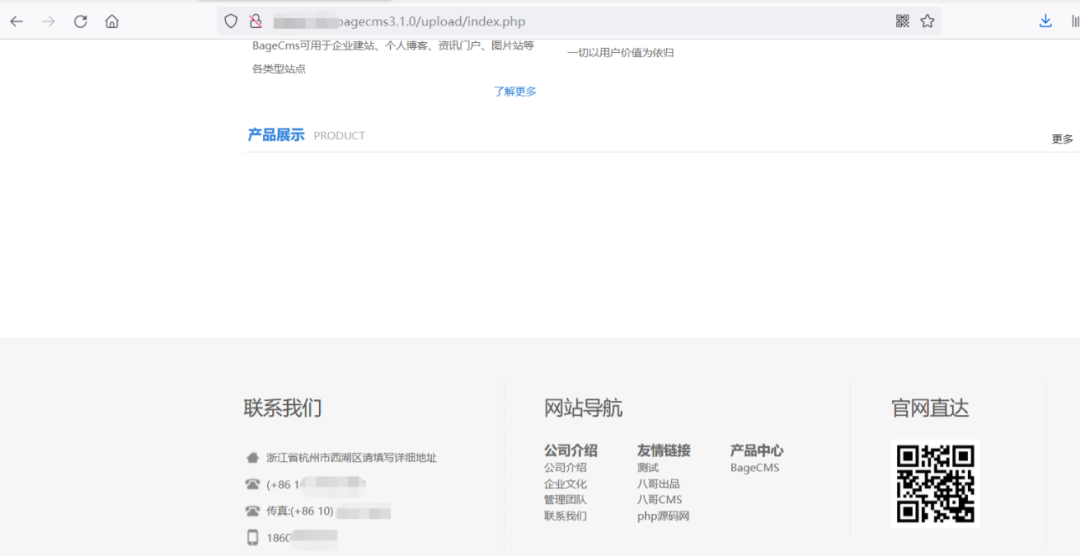 bagecms3.1.0/upload/index.php
BageCms可用于企业建站、个人博客、资讯门户、图片站等
各类型站点
一切以用户价值为依归
了解更多
产品展示 PRODUCT
更多
联系我们
浙江省杭州市西湖区请填写详细地址
(+86 1
传真:(+86 10)
1860
网站导航
公司介绍
公司介绍
企业文化
管理团队
联系我们
友情链接
测试
八哥出品
八哥CMS
php源码网
产品中心
BageCMS
官网直达